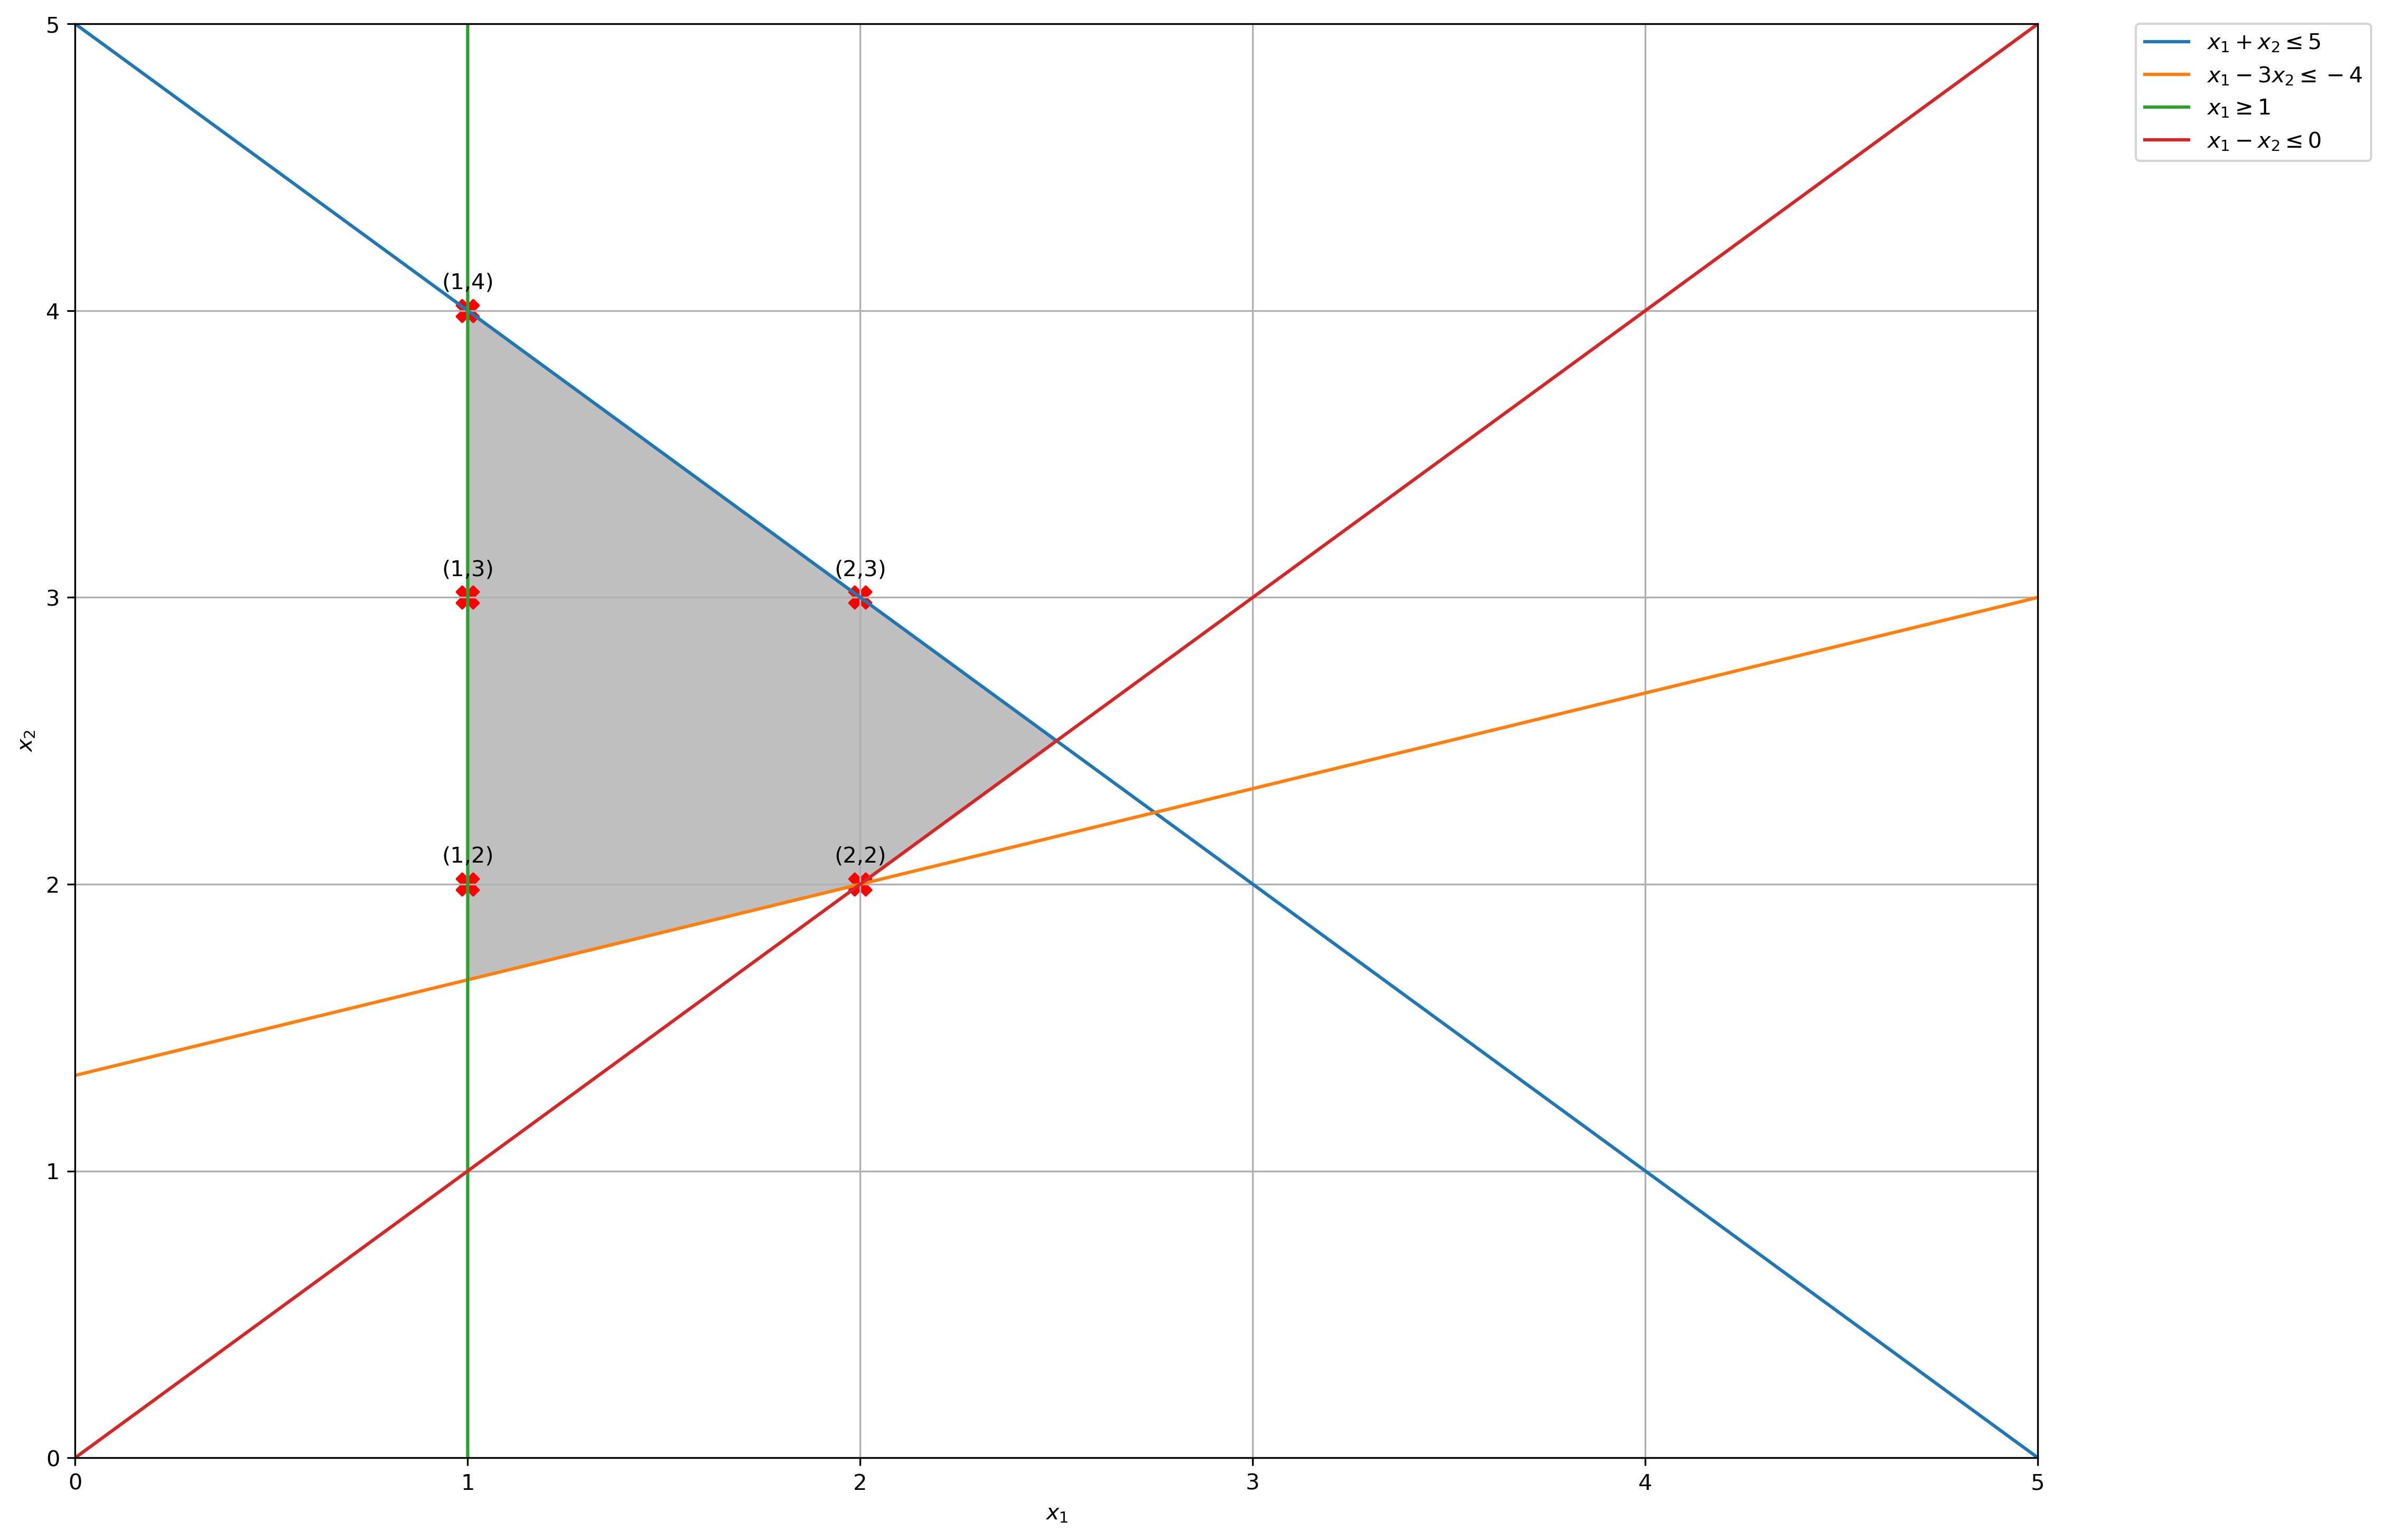 5
x₁ + x₂ ≤ 5
x₁ − 3x₂ ≤ −4
x₁ ≥ 1
x₁ − x₂ ≤ 0
(1,4)
4
(1,3)
(2,3)
3
x₂
(1,2)
(2,2)
2
1
0
0
1
2
3
4
5
x₁